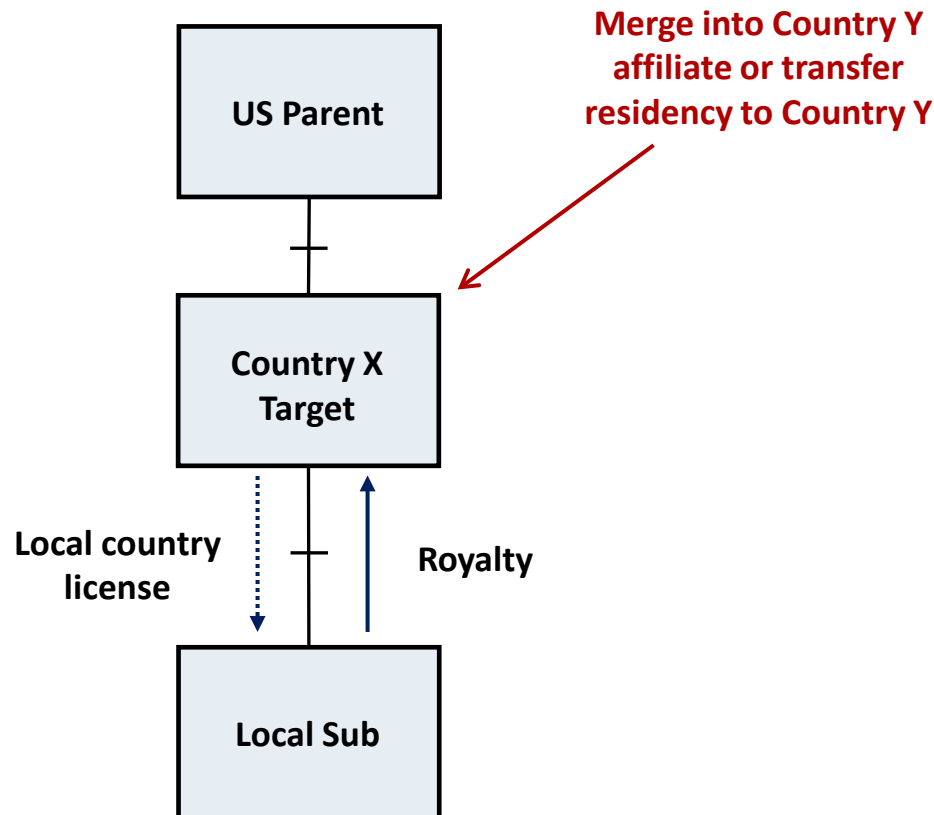 Merge into Country Y
affiliate or transfer
residency to Country Y
US Parent
Country X
Target
Local country
license
Royalty
Local Sub